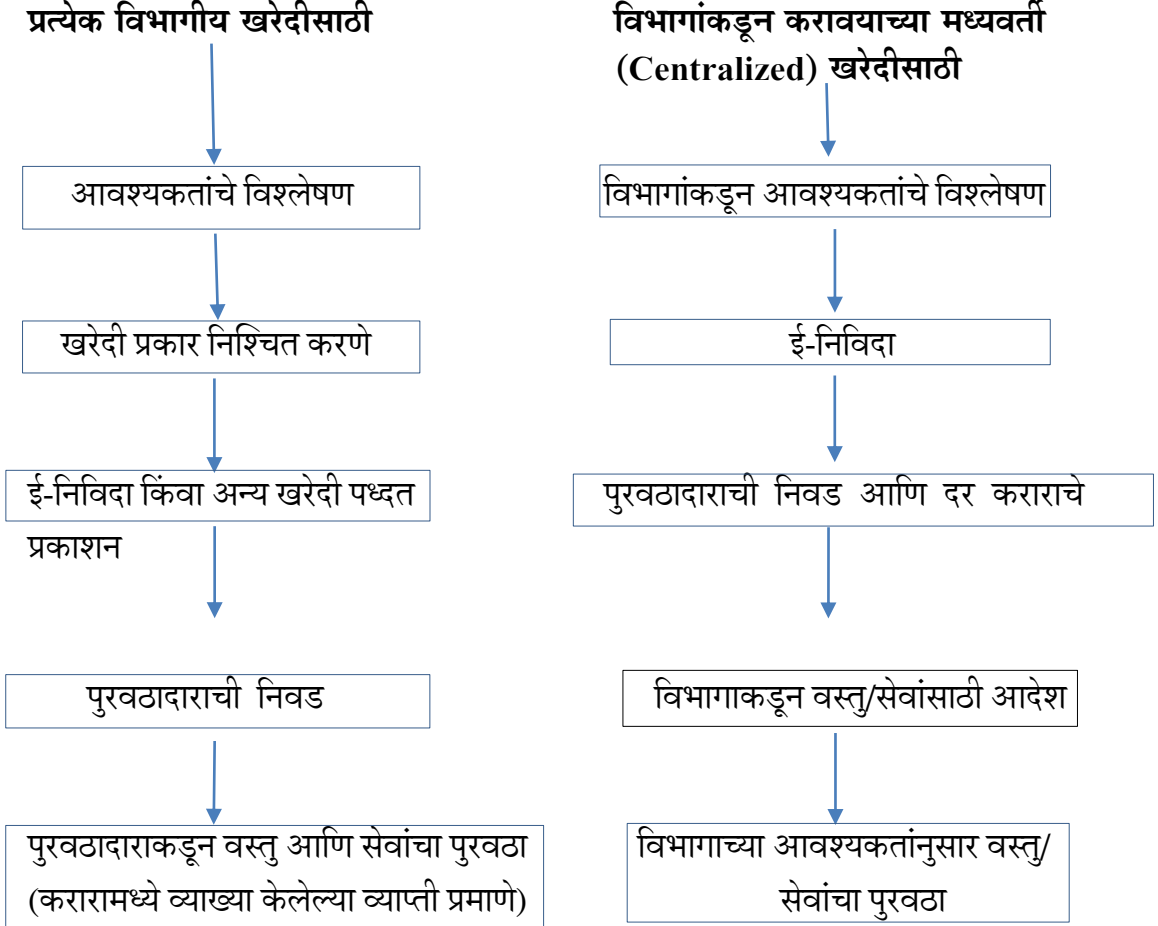 प्रत्येक विभागीय खरेदीसाठी
आवश्यकतांचे विश्लेषण
खरेदी प्रकार निश्चित करणे
ई-निविदा किंवा अन्य खरेदी पध्दत
प्रकाशन
पुरवठादाराची निवड
पुरवठादाराकडून वस्तु आणि सेवांचा पुरवठा
(करारामध्ये व्याख्या केलेल्या व्याप्ती प्रमाणे)
विभागांकडून करावयाच्या मध्यवर्ती
(Centralized) खरेदीसाठी
विभागांकडून आवश्यकतांचे विश्लेषण
ई-निविदा
पुरवठादाराची निवड आणि दर कराराचे
विभागाकडून वस्तु/सेवांसाठी आदेश
विभागाच्या आवश्यकतांनुसार वस्तु/
सेवांचा पुरवठा